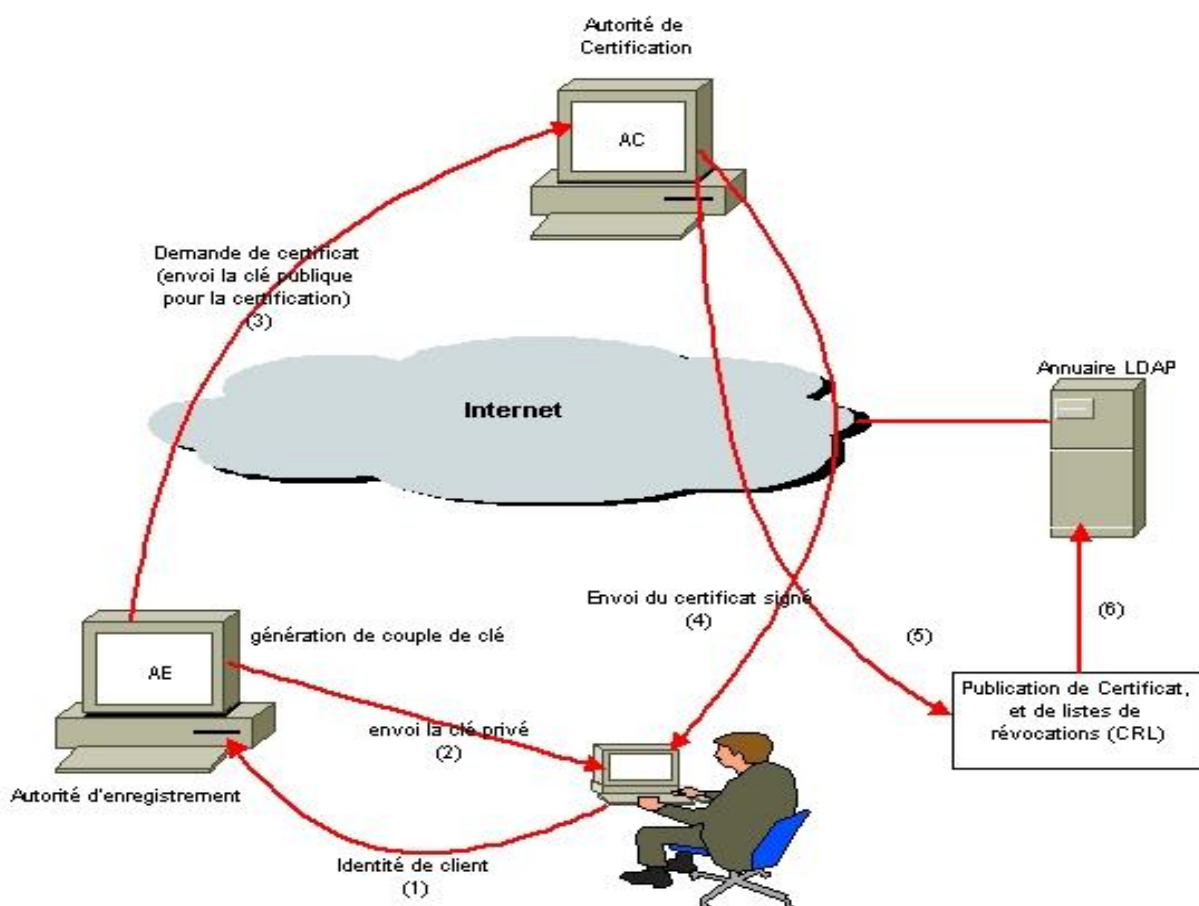 Autorité de
Certification
AC
Demande de certificat
(envoi la clé publique
pour la certification)
(3)
Internet
Annuaire LDAP
Envoi du certificat signé
(4)
(5)
(6)
génération de couple de clé
AE
Publication de Certificat,
et de listes de
révocations (CRL)
envoi la clé privé
(2)
Autorité d'enregistrement
Identité de client
(1)